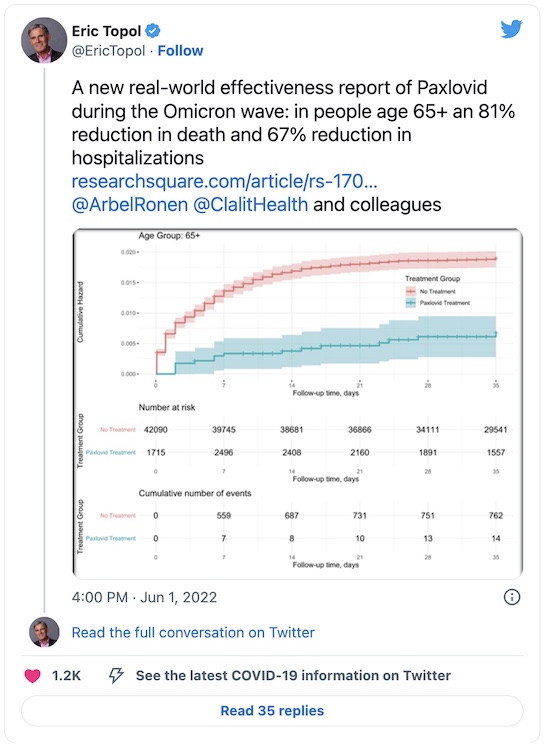 Eric Topol
@EricTopol · Follow
A new real-world effectiveness report of Paxlovid
during the Omicron wave: in people age 65+ an 81%
reduction in death and 67% reduction in
hospitalizations
researchsquare.com/article/rs-170...
@ArbelRonen @ClalitHealth and colleagues
Age Group: 65+
Cumulative Hazard
0.020
0.015
0.010
0.005
0.000
Treatment Group
No Treatment
Paxlovid Treatment
0 7 14 21 28 35
Follow-up time, days
Number at risk
Treatment Group
No Treatment 42090 39745 38681 36866 34111 29541
Paxlovid Treatment 1715 2496 2408 2160 1891 1557
0 7 14 21 28 35
Follow-up time, days
Cumulative number of events
Treatment Group
No Treatment 0 559 687 731 751 762
Paxlovid Treatment 0 7 8 10 13 14
0 7 14 21 28 35
Follow-up time, days
4:00 PM · Jun 1, 2022
Read the full conversation on Twitter
1.2K See the latest COVID-19 information on Twitter
Read 35 replies